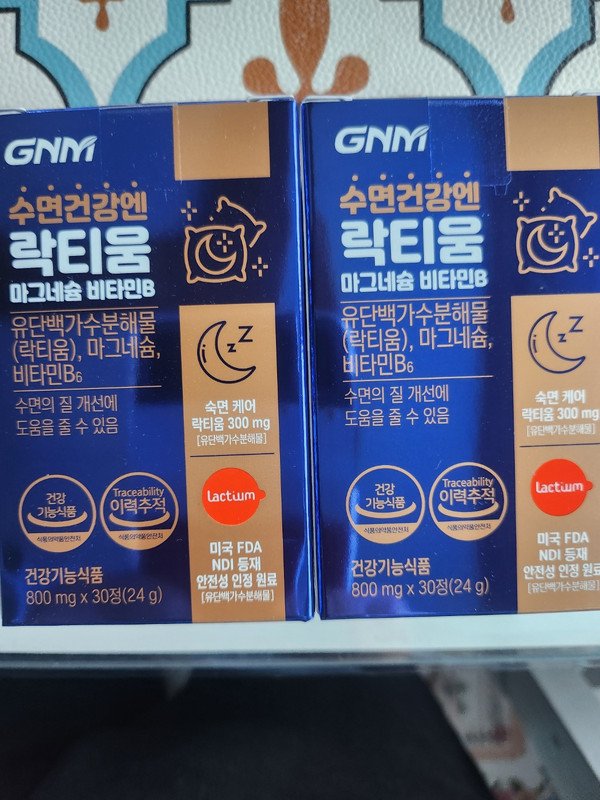 GNM
수면건강엔
락티움
마그네슘 비타민B
유단백가수분해물
(락티움), 마그네슘,
비타민B₆
수면의 질 개선에
도움을 줄 수 있음
z z
숙면 케어
락티움 300 mg
[유단백가수분해물]
건강
기능식품
식품의약품안전처
Traceability
이력추적
식품의약품안전처
Lactium
미국 FDA
NDI 등재
안전성 인정 원료
[유단백가수분해물]
건강기능식품
800 mg x 30정(24 g)
GNM
수면건강엔
락티움
마그네슘 비타민B
유단백가수분해물
(락티움), 마그네슘,
비타민B₆
수면의 질 개선에
도움을 줄 수 있음
z z
숙면 케어
락티움 300 mg
[유단백가수분해물]
건강
기능식품
식품의약품안전처
Traceability
이력추적
식품의약품안전처
Lactium
미국 FDA
NDI 등재
안전성 인정 원료
[유단백가수분해물]
건강기능식품
800 mg x 30정(24 g)